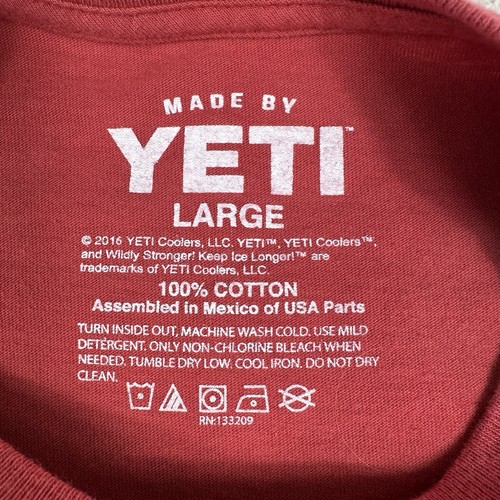 MADE BY
YETI™
LARGE
© 2016 YETI Coolers, LLC. YETI™, YETI Coolers™,
and Wildly Stronger! Keep Ice Longer!™ are
trademarks of YETI Coolers, LLC.
100% COTTON
Assembled in Mexico of USA Parts
TURN INSIDE OUT, MACHINE WASH COLD. USE MILD
DETERGENT. ONLY NON-CHLORINE BLEACH WHEN
NEEDED. TUMBLE DRY LOW. COOL IRON. DO NOT DRY
CLEAN.
RN:133209